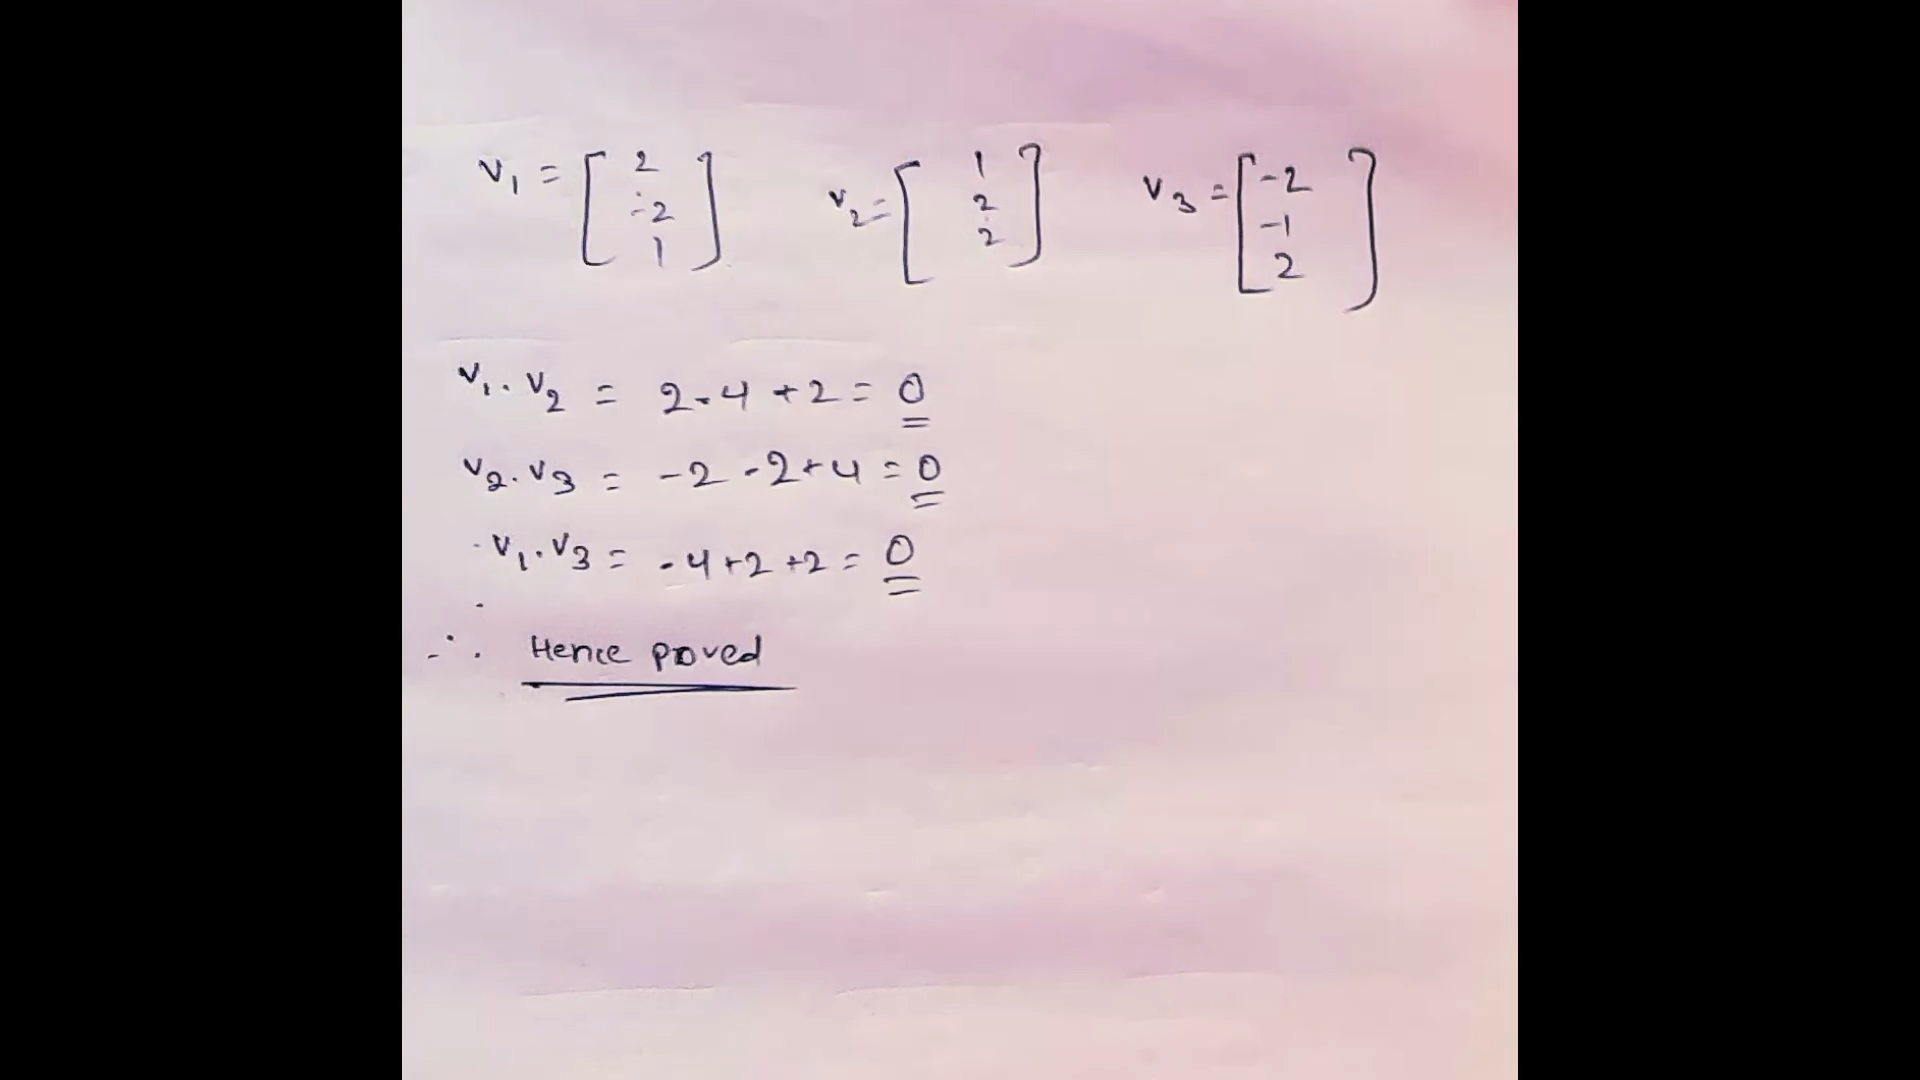 v₁ = [2 -2 1] v₂ = [1 2 2] v₃ = [-2 -1 2]
v₁ . v₂ = 2 - 4 + 2 = 0
v₂ . v₃ = -2 - 2 + 4 = 0
v₁ . v₃ = -4 + 2 + 2 = 0
∴ Hence proved